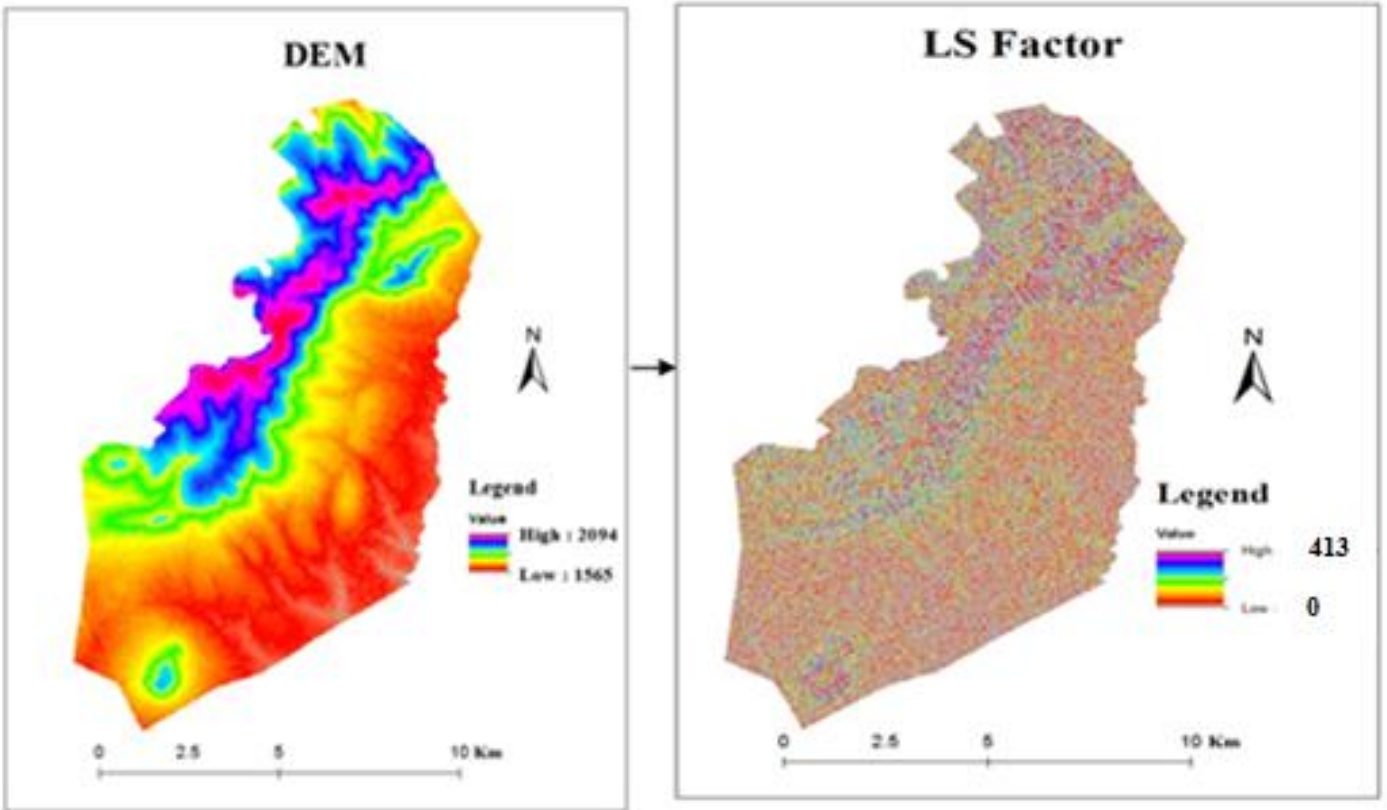 DEM
N
Legend
Value
High : 2094
Low : 1565
0 2.5 5 10 Km
LS Factor
N
Legend
Value
High 413
Low 0
0 2.5 5 10 Km